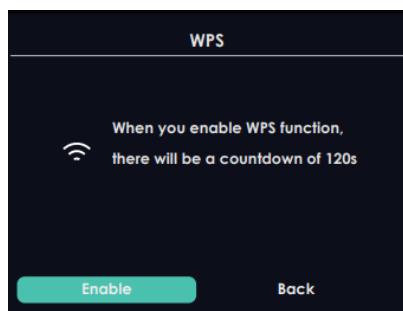 WPS
When you enable WPS function,
there will be a countdown of 120s
Enable
Back